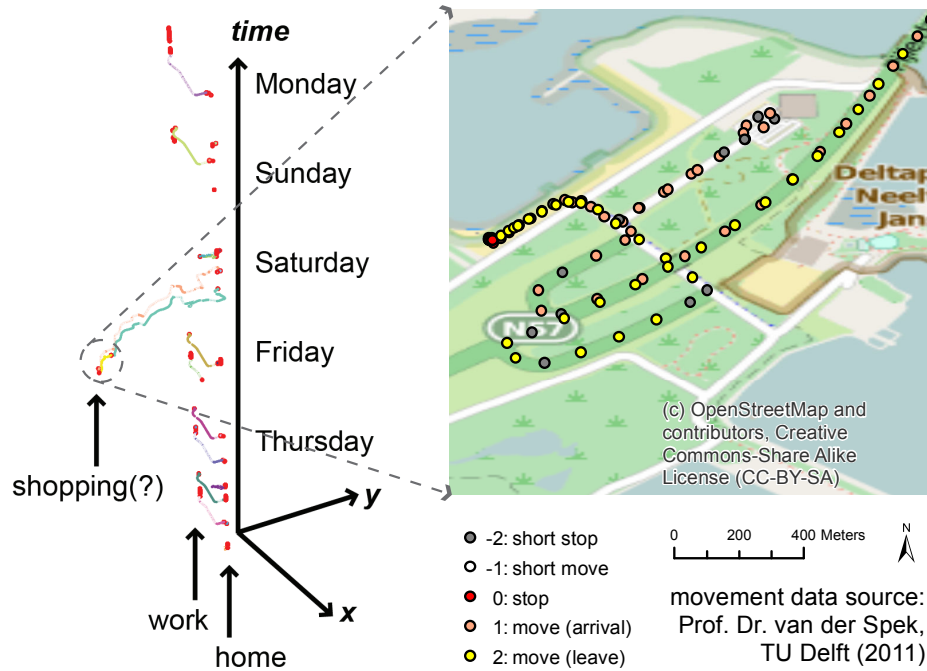 time
Monday
Sunday
Saturday
Friday
Thursday
shopping(?)
y
x
work
home
N57
Deltap
Neelt
Jan
(c) OpenStreetMap and
contributors, Creative
Commons-Share Alike
License (CC-BY-SA)
-2: short stop
-1: short move
0: stop
1: move (arrival)
2: move (leave)
0 200 400 Meters
N
movement data source:
Prof. Dr. van der Spek,
TU Delft (2011)